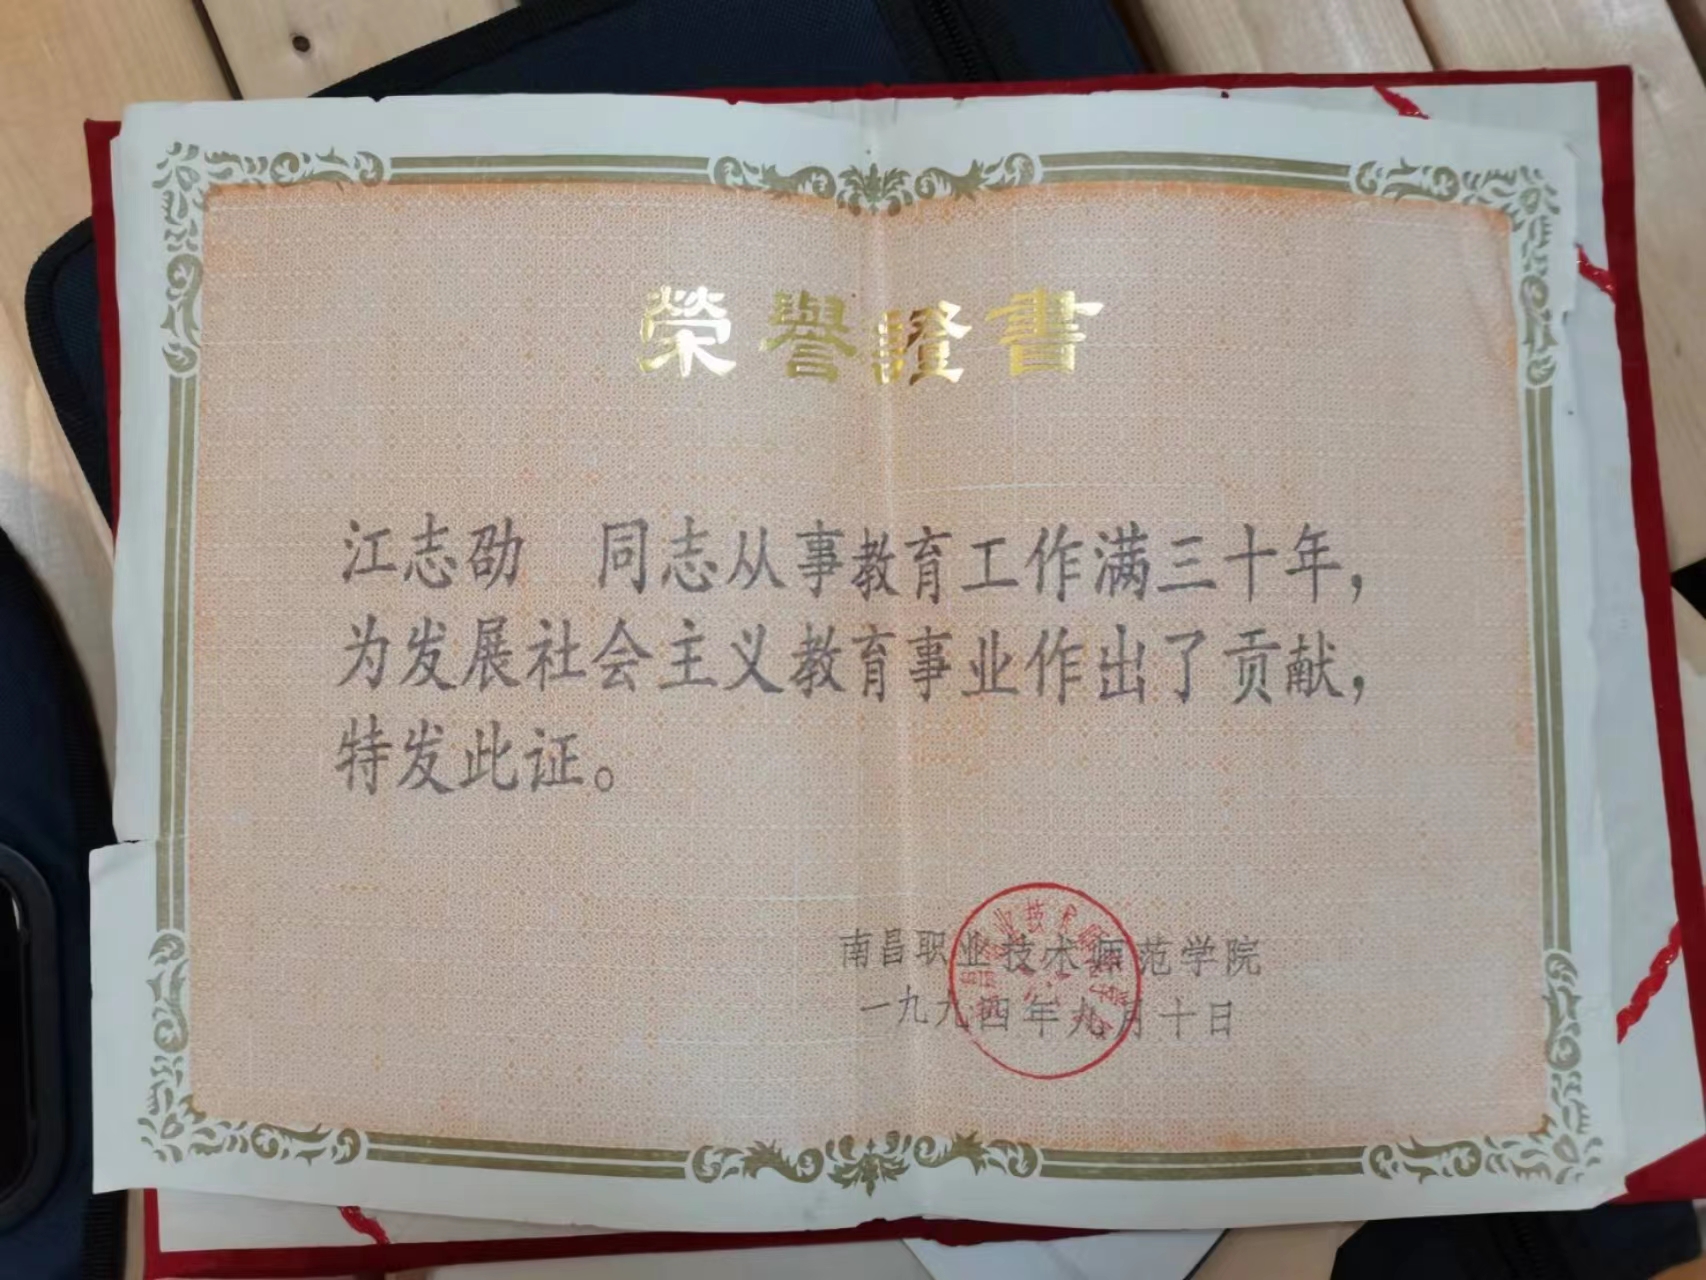 榮譽證書
江志劭 同志从事教育工作满三十年，
为发展社会主义教育事业作出了贡献，
特发此证。
南昌职业技术师范学院
一九九四年九月十日